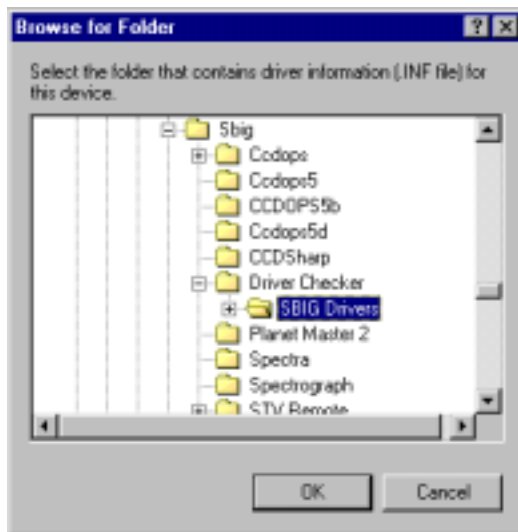 Browse for Folder
Select the folder that contains driver information (.INF file) for
this device.
Sbig
Ccdops
Ccdops5
CCDOPS5b
Ccdops5d
CCDSharp
Driver Checker
SBIG Drivers
Planet Master 2
Spectra
Spectrograph
STV Remote
OK
Cancel